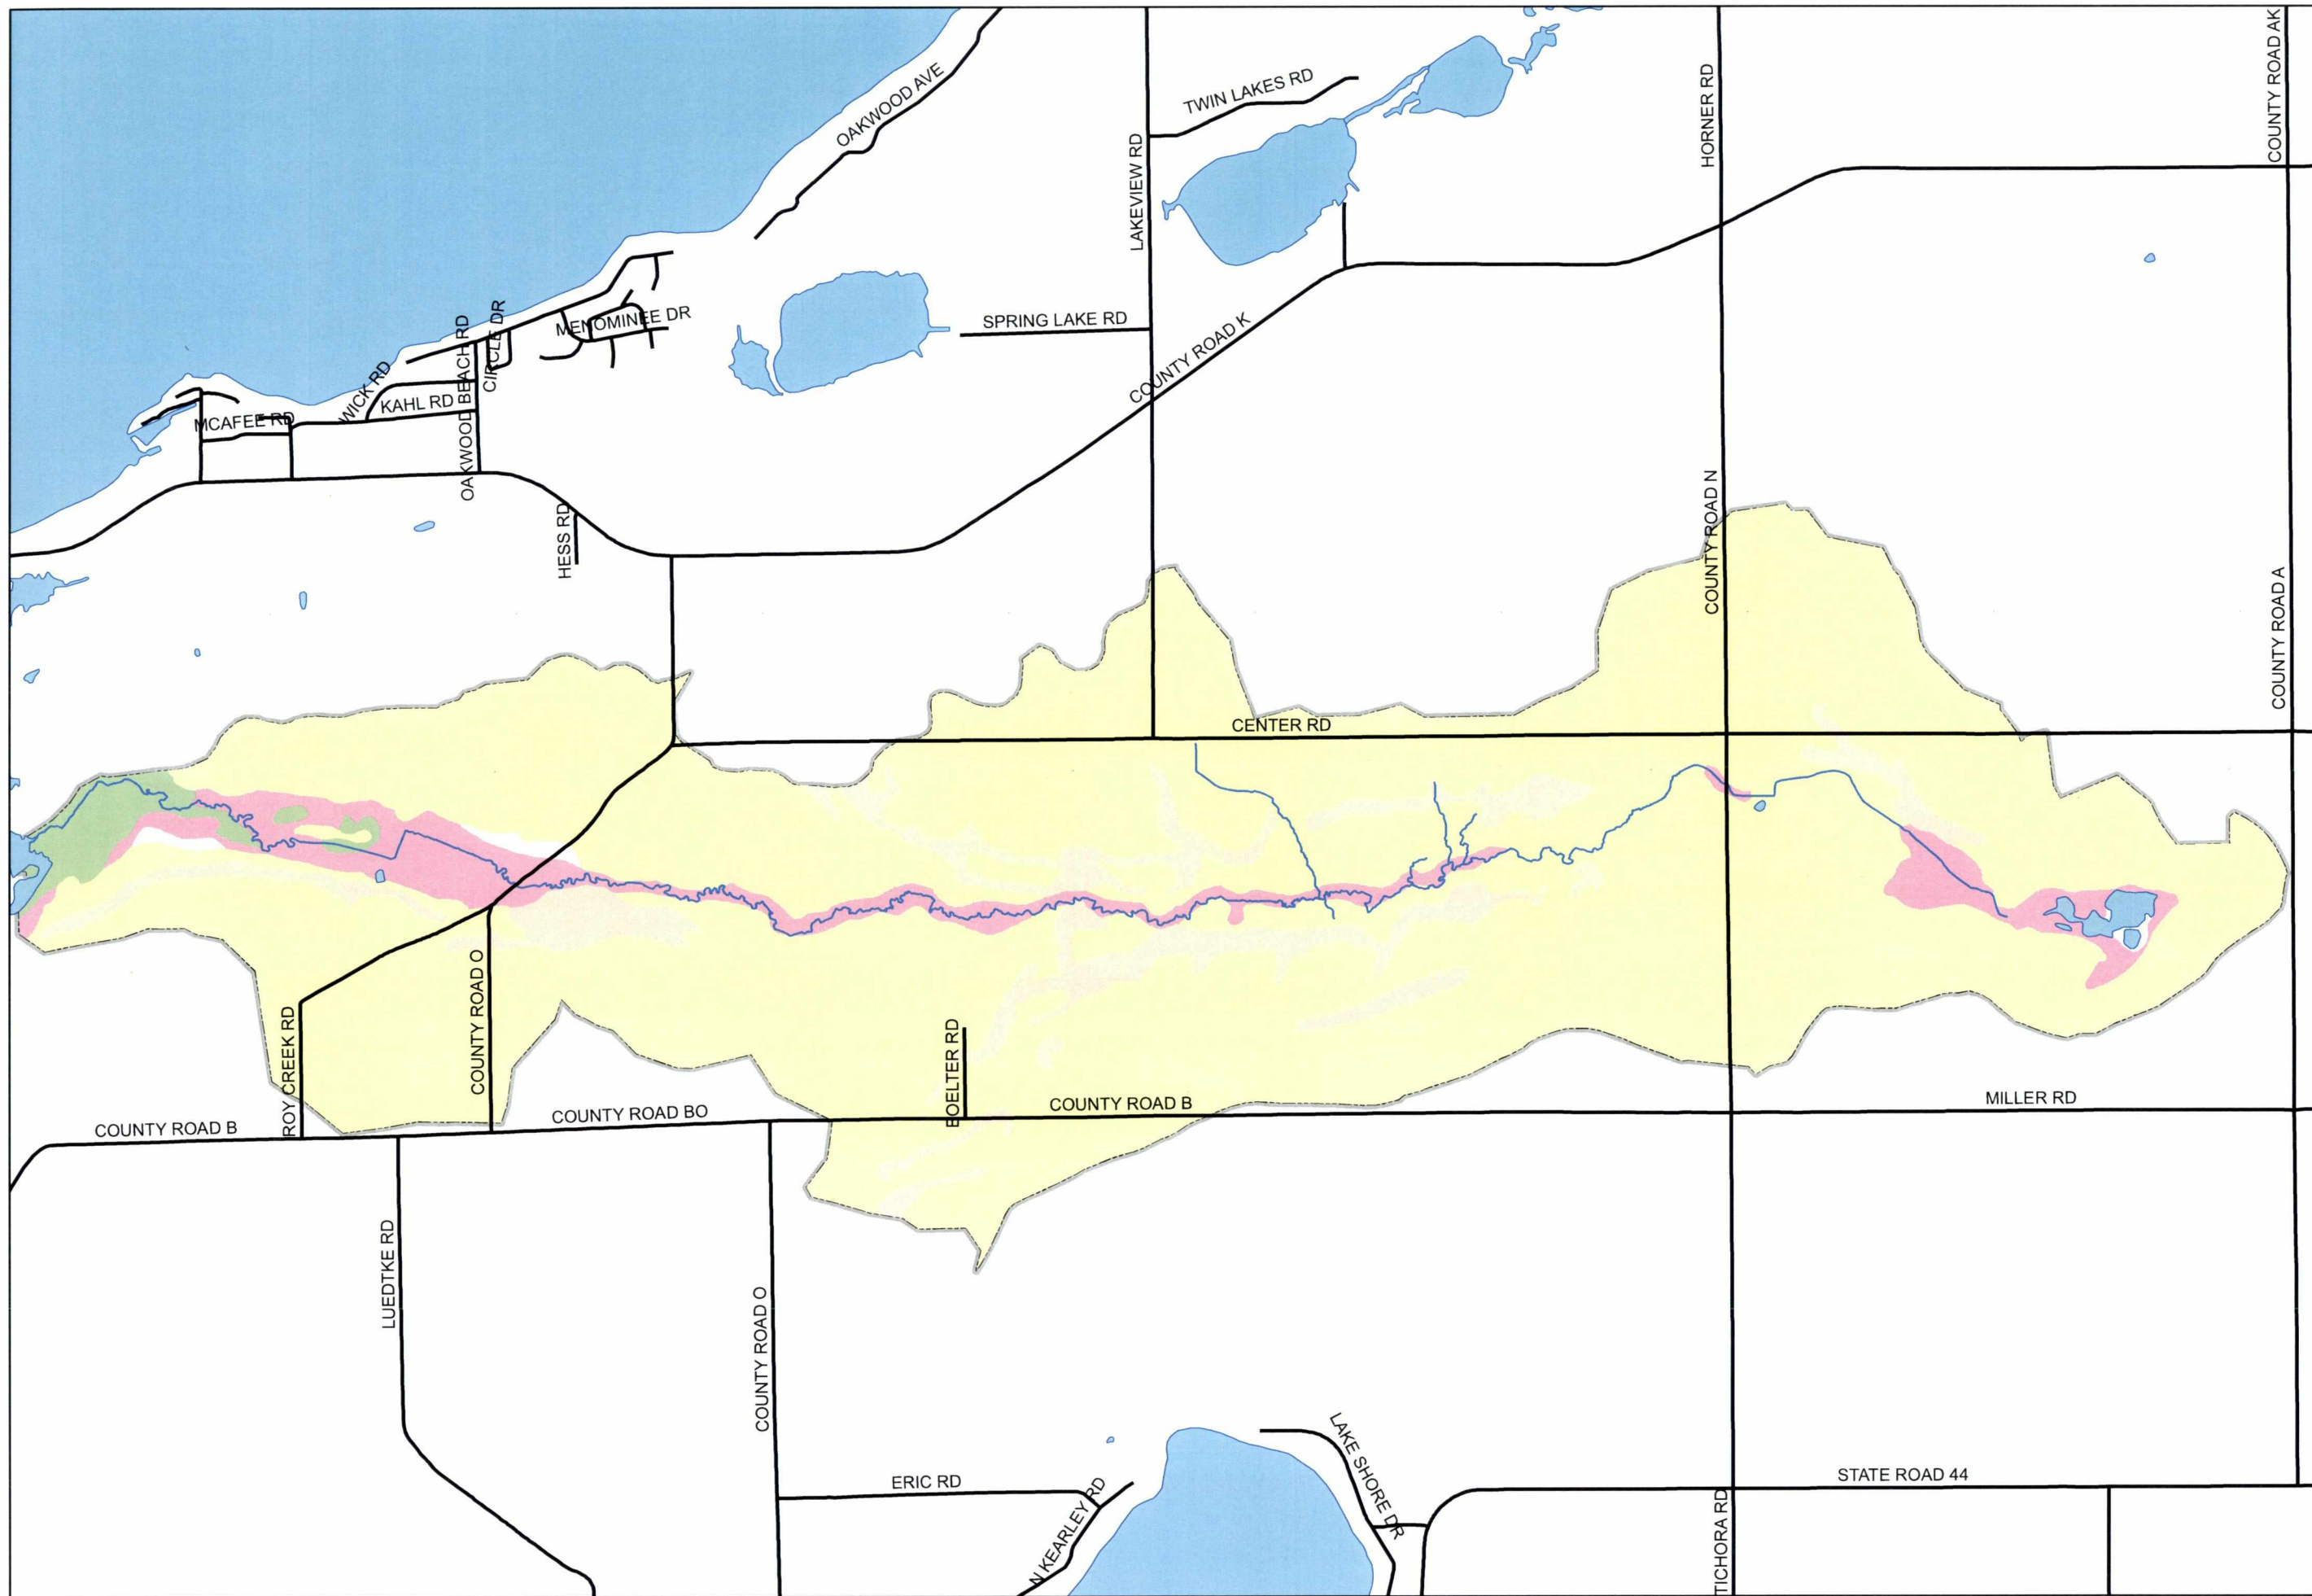 COUNTY ROAD AK
OAKWOOD AVE
TWIN LAKES RD
HORNER RD
LAKEVIEW RD
MENOMINEE DR
SPRING LAKE RD
CIRCLE DR
OAKWOOD BEACH RD
COUNTY ROAD K
WICK RD
KAHL RD
MCAFEE RD
HESS RD
COUNTY ROAD N
COUNTY ROAD A
CENTER RD
ROY CREEK RD
COUNTY ROAD O
BOELTER RD
COUNTY ROAD B
COUNTY ROAD BO
COUNTY ROAD B
MILLER RD
LUEDTKE RD
COUNTY ROAD O
LAKE SHORE DR
ERIC RD
N KEARLEY RD
STATE ROAD 44
TICHORA RD